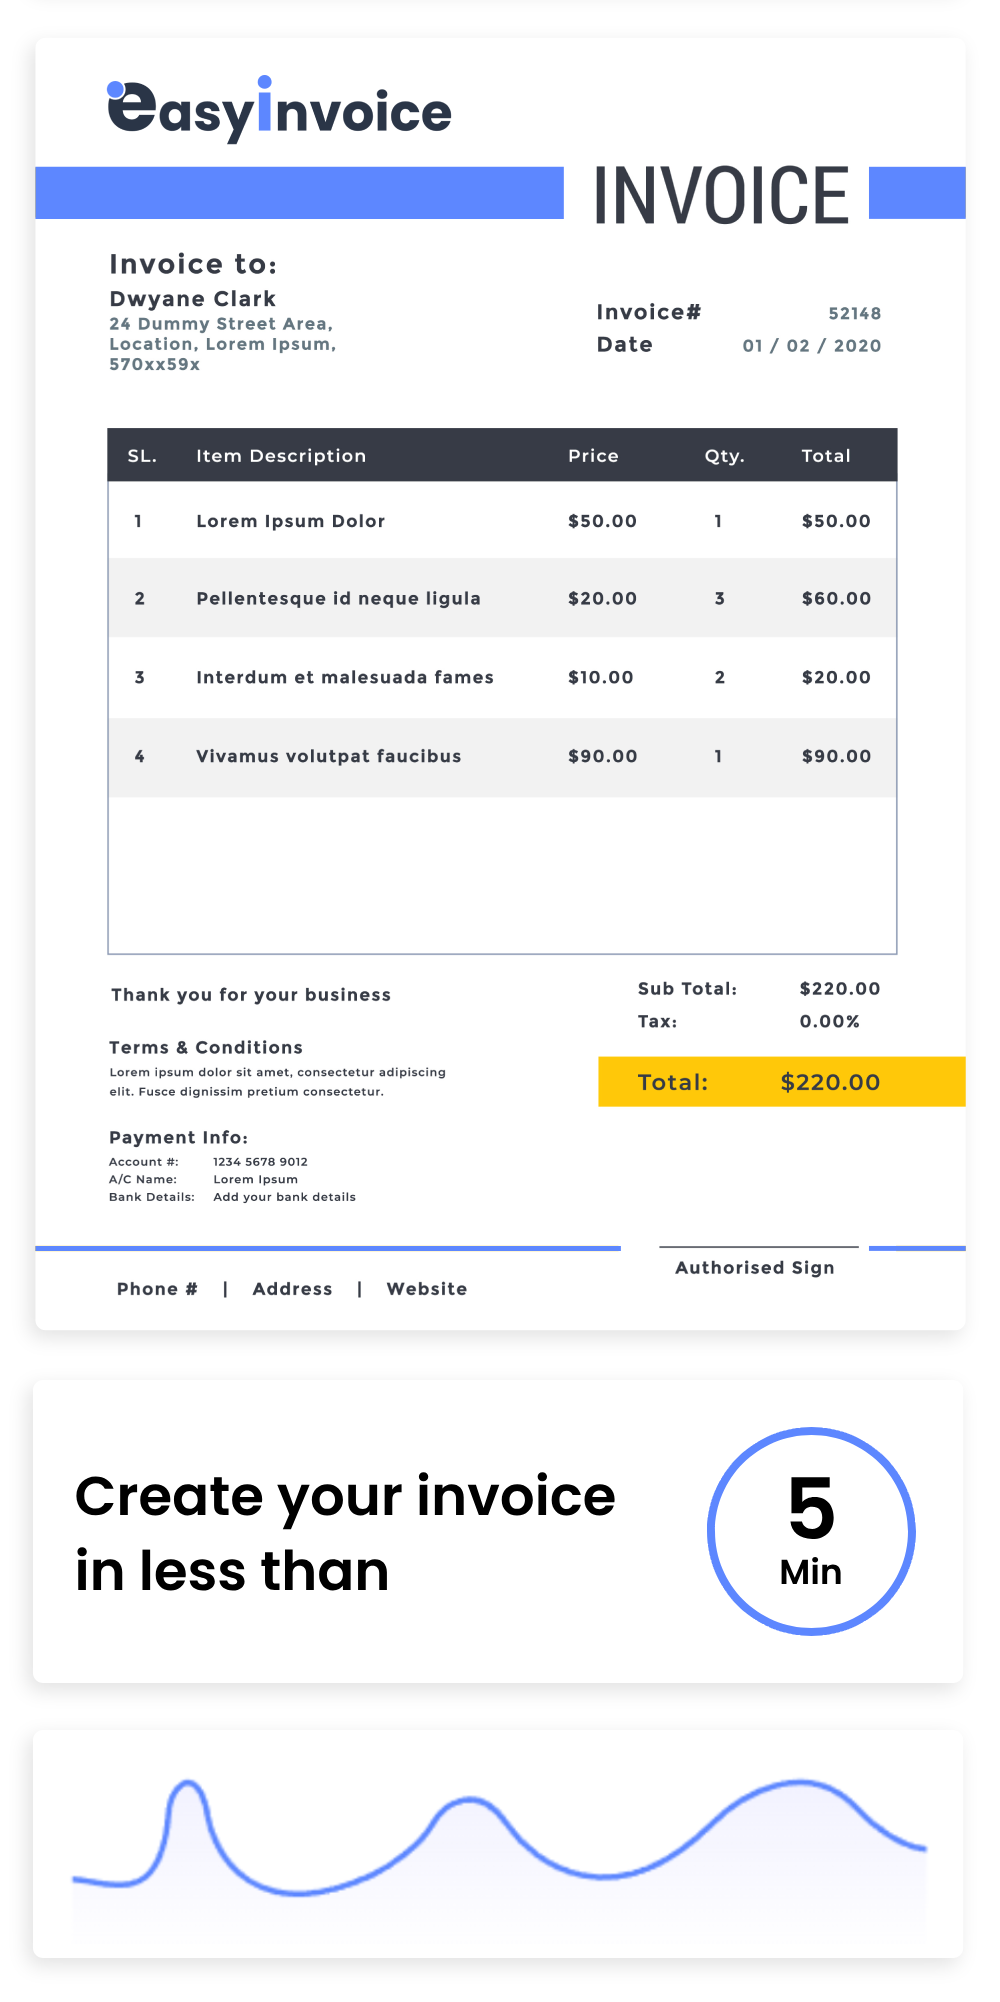 easyinvoice
INVOICE
Invoice to:
Dwyane Clark
24 Dummy Street Area,
Location, Lorem Ipsum,
570xx59x
Invoice# 52148
Date 01 / 02 / 2020
SL. Item Description Price Qty. Total
1 Lorem Ipsum Dolor $50.00 1 $50.00
2 Pellentesque id neque ligula $20.00 3 $60.00
3 Interdum et malesuada fames $10.00 2 $20.00
4 Vivamus volutpat faucibus $90.00 1 $90.00
Thank you for your business
Sub Total: $220.00
Tax: 0.00%
Total: $220.00
Terms & Conditions
Lorem ipsum dolor sit amet, consectetur adipiscing
elit. Fusce dignissim pretium consectetur.
Payment Info:
Account #: 1234 5678 9012
A/C Name: Lorem Ipsum
Bank Details: Add your bank details
Authorised Sign
Phone # | Address | Website
Create your invoice
in less than
5
Min